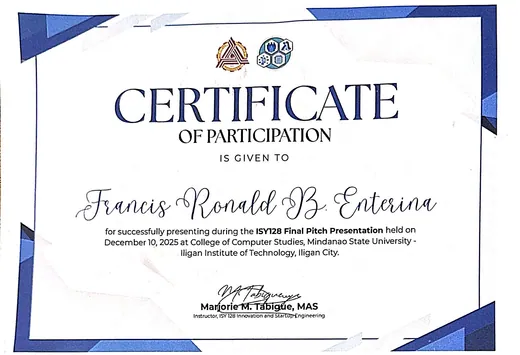 CERTIFICATE
OF PARTICIPATION
IS GIVEN TO
Francis Ronald B. Enterina
for successfully presenting during the ISY128 Final Pitch Presentation held on
December 10, 2025 at College of Computer Studies, Mindanao State University -
Iligan Institute of Technology, Iligan City.
Marjorie M. Tabigue, MAS
Instructor, ISY 128 Innovation and Startup Engineering